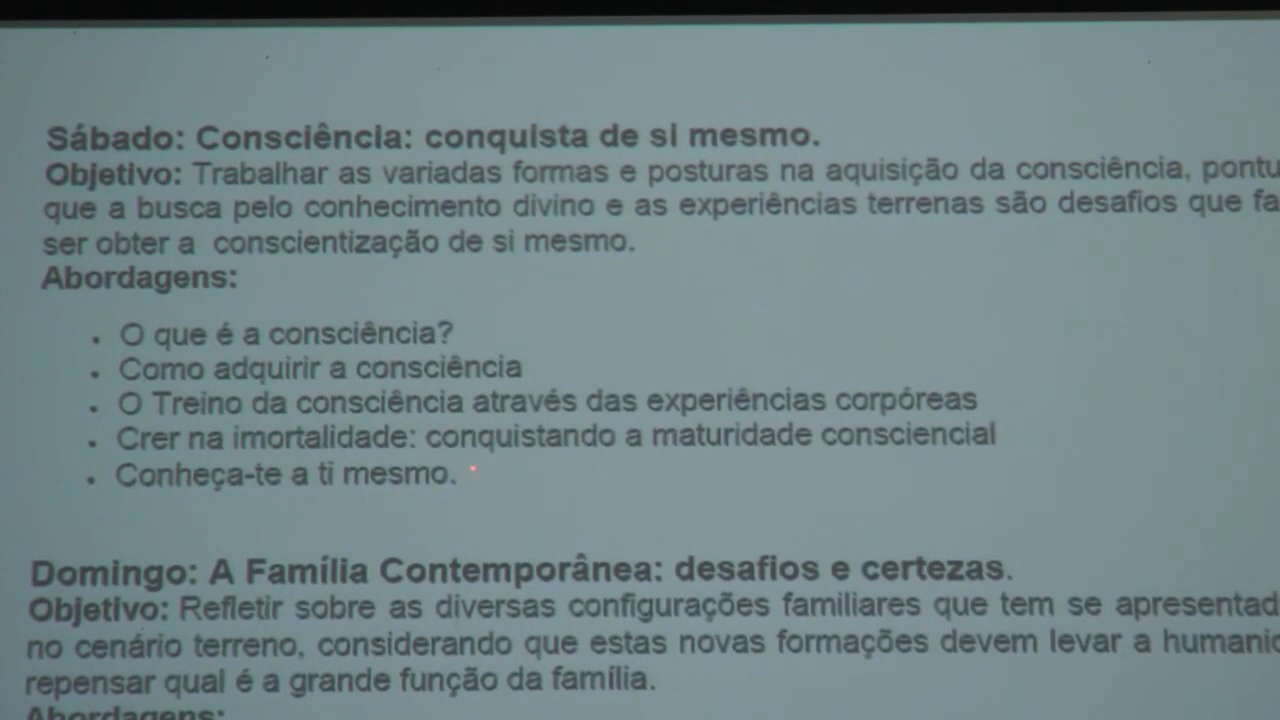 Sábado: Consciência: conquista de si mesmo.
Objetivo: Trabalhar as variadas formas e posturas na aquisição da consciência, pontu
que a busca pelo conhecimento divino e as experiências terrenas são desafios que fa
ser obter a conscientização de si mesmo.
Abordagens:
• O que é a consciência?
• Como adquirir a consciência
• O Treino da consciência através das experiências corpóreas
• Crer na imortalidade: conquistando a maturidade consciencial
• Conheça-te a ti mesmo.
Domingo: A Família Contemporânea: desafios e certezas.
Objetivo: Refletir sobre as diversas configurações familiares que tem se apresentad
no cenário terreno, considerando que estas novas formações devem levar a humanid
repensar qual é a grande função da família.
Abordagens: